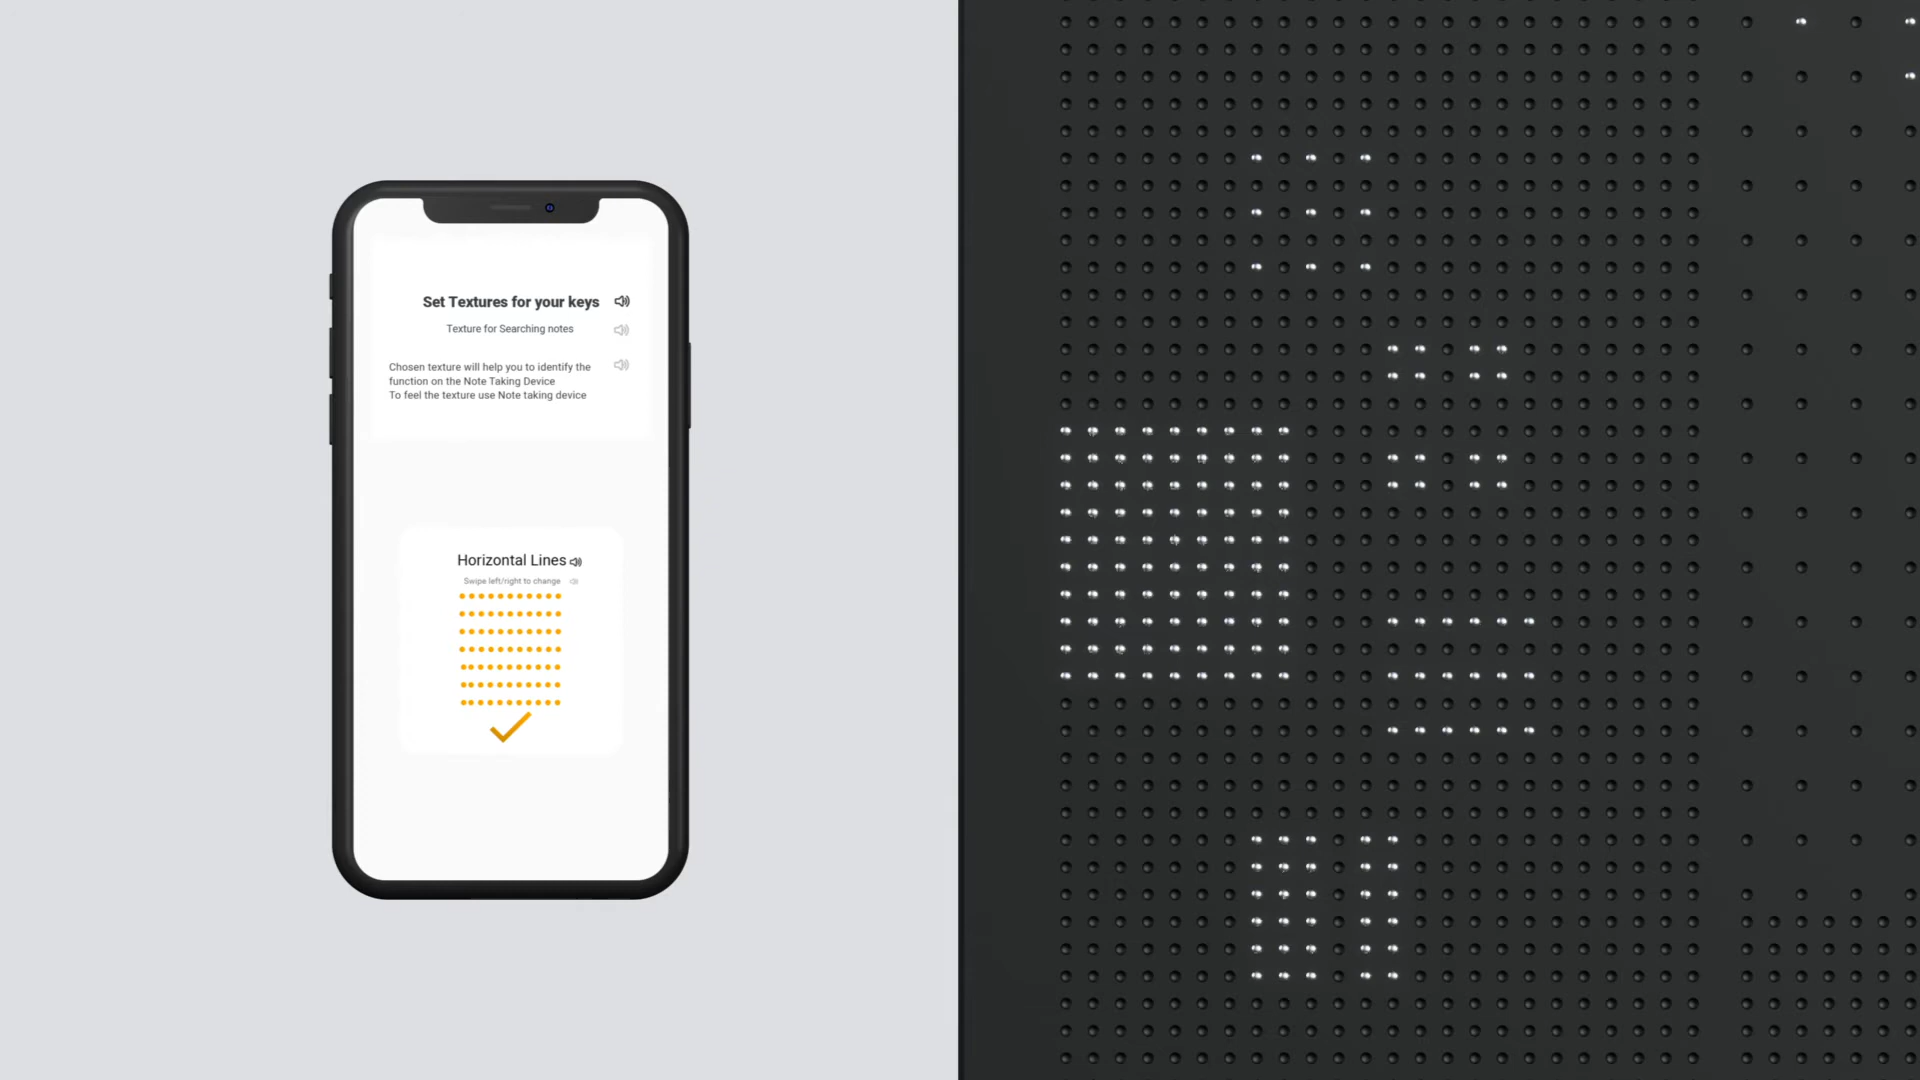 Set Textures for your keys
Texture for Searching notes
Chosen texture will help you to identify the
function on the Note Taking Device
To feel the texture use Note taking device
Horizontal Lines
Swipe left/right to change